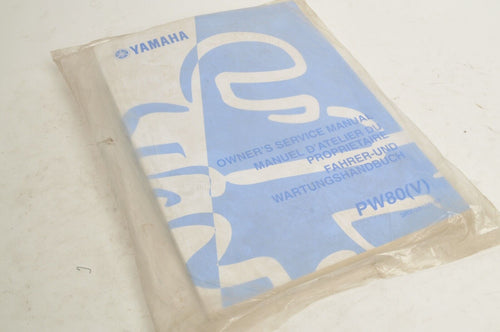 YAMAHA
OWNER'S SERVICE MANUAL
MANUEL D'ATELIER DU
PROPRIETAIRE
FAHRER-UND
WARTUNGSHANDBUCH
PW80(V)